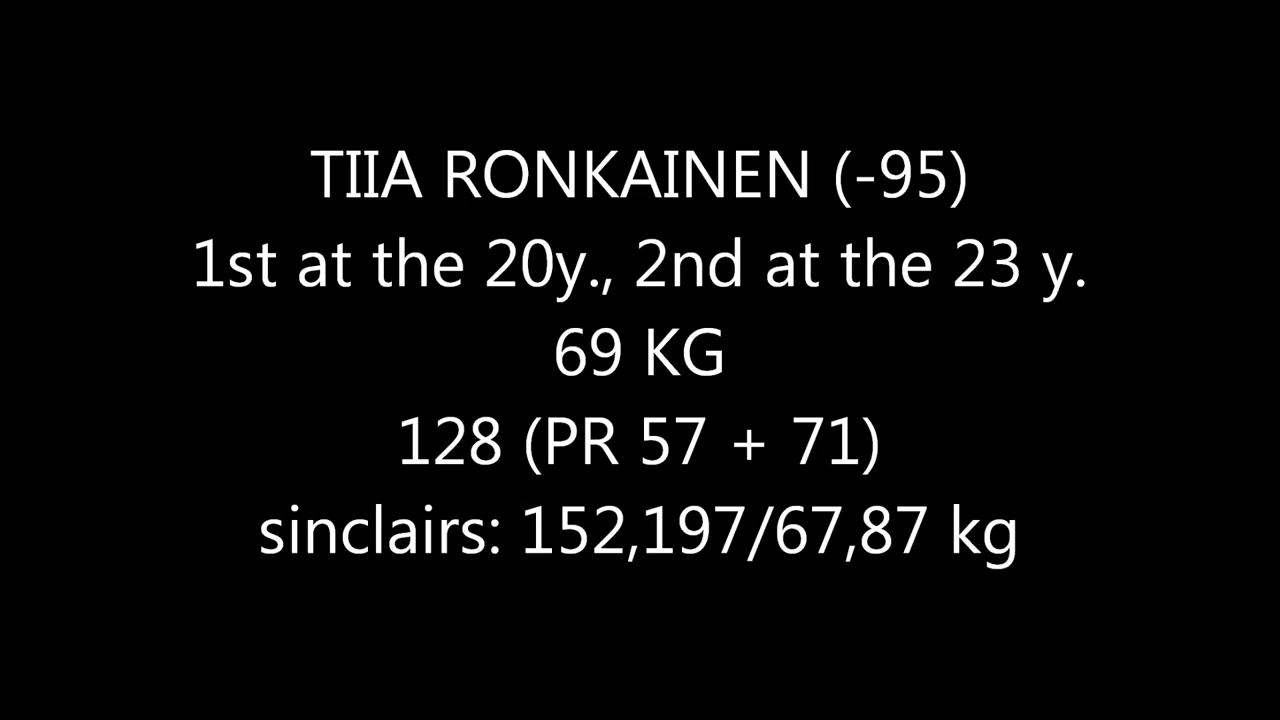 TIIA RONKAINEN (-95)
1st at the 20y., 2nd at the 23 y.
69 KG
128 (PR 57 + 71)
sinclairs: 152,197/67,87 kg